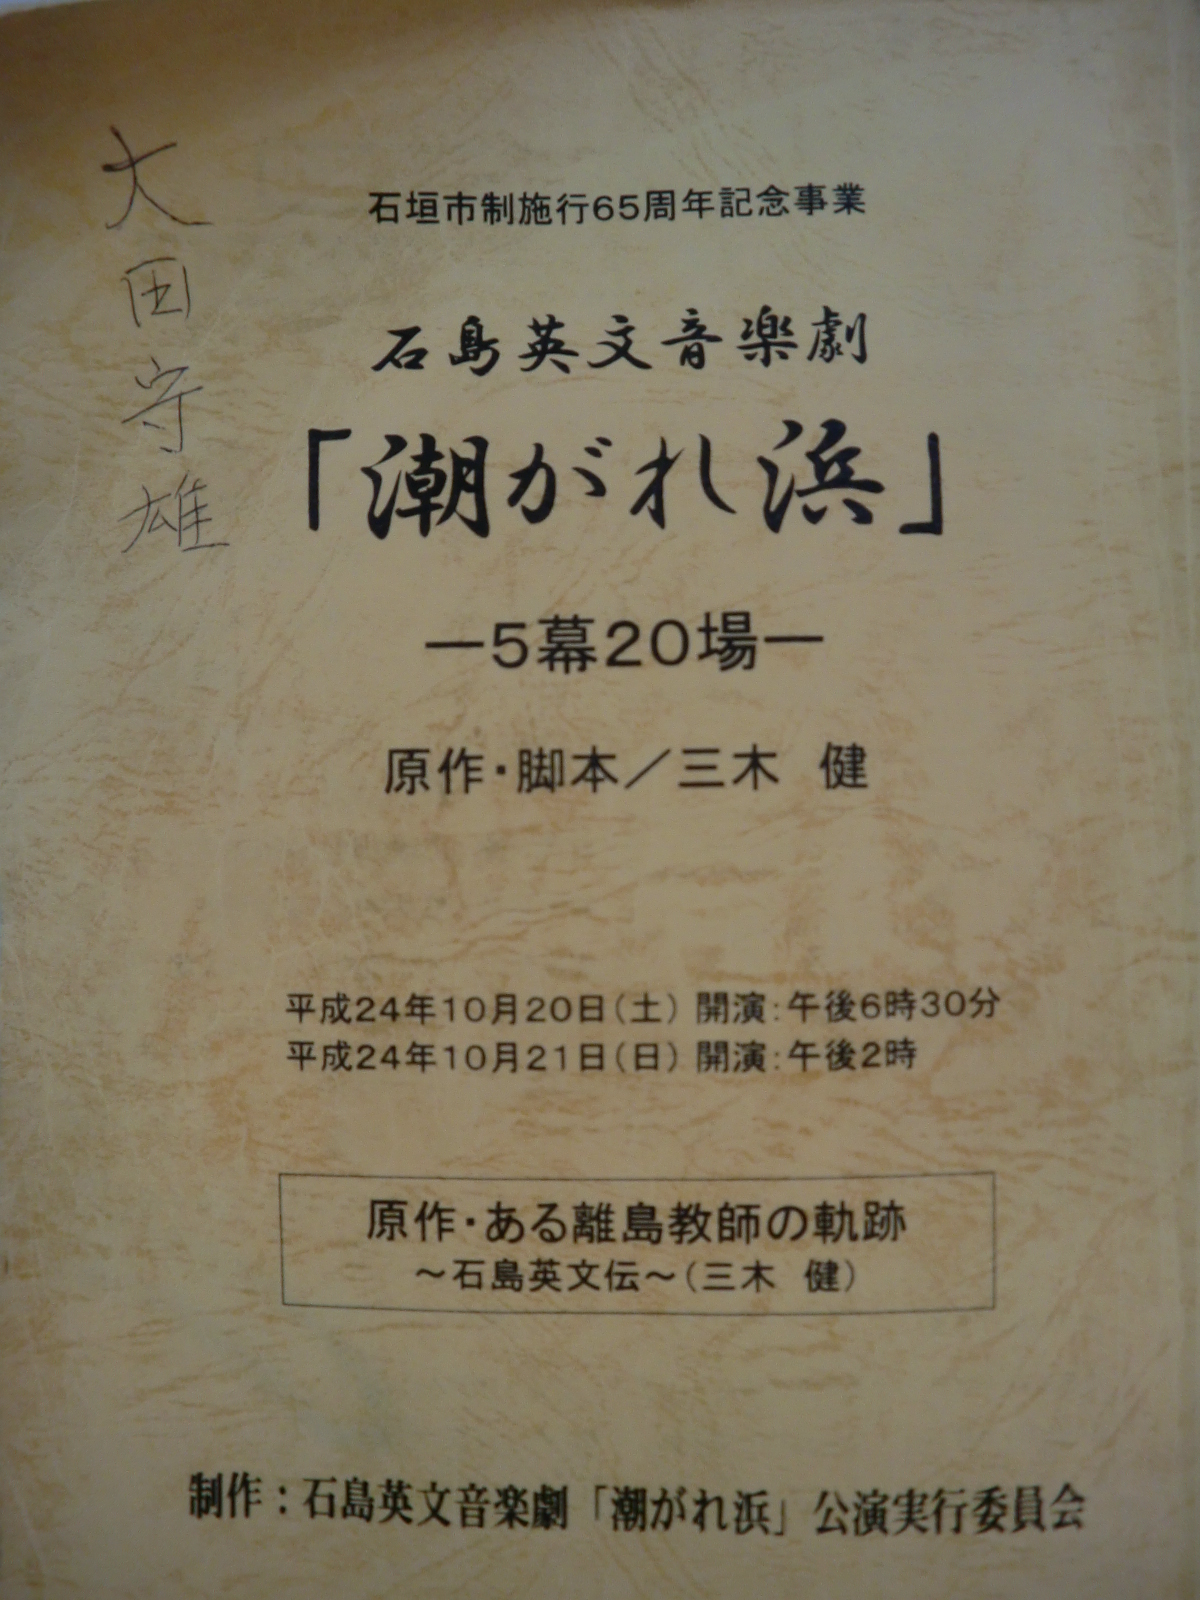 大田守雄
石垣市制施行65周年記念事業
石島英文音楽劇
「潮がれ浜」
―5幕20場―
原作・脚本／三木 健
平成24年10月20日(土) 開演:午後6時30分
平成24年10月21日(日) 開演:午後2時
原作・ある離島教師の軌跡
～石島英文伝～(三木 健)
制作：石島英文音楽劇「潮がれ浜」公演実行委員会